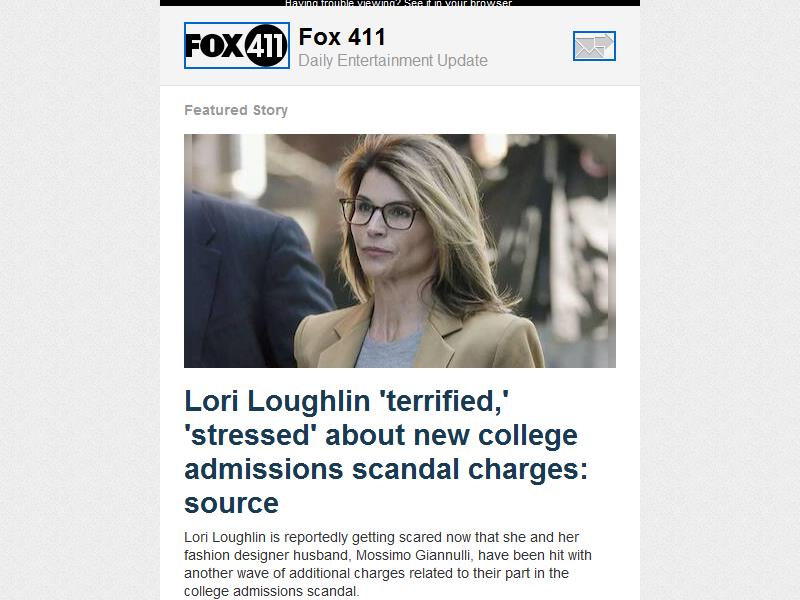 Having trouble viewing? See it in your browser
FOX 411
Fox 411
Daily Entertainment Update
Featured Story
Lori Loughlin 'terrified,'
'stressed' about new college
admissions scandal charges:
source
Lori Loughlin is reportedly getting scared now that she and her
fashion designer husband, Mossimo Giannulli, have been hit with
another wave of additional charges related to their part in the
college admissions scandal.